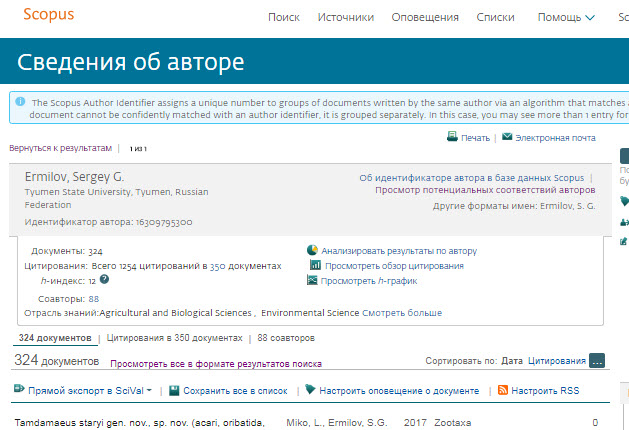 Scopus
Поиск Источники Оповещения Списки Помощь
Сведения об авторе
The Scopus Author Identifier assigns a unique number to groups of documents written by the same author via an algorithm that matches
document cannot be confidently matched with an author identifier, it is grouped separately. In this case, you may see more than 1 entry for
Печать | Электронная почта
Вернуться к результатам | 1 из 1
Ermilov, Sergey G.
Tyumen State University, Tyumen, Russian
Federation
Идентификатор автора: 16309795300
Об идентификаторе автора в базе данных Scopus |
Просмотр потенциальных соответствий авторов
Другие форматы имен: Ermilov, S. G.
Документы: 324
Цитирования: Всего 1254 цитирований в 350 документах
h-индекс: 12
Соавторы: 88
Отрасль знаний:Agricultural and Biological Sciences , Environmental Science Смотреть больше
Анализировать результаты по автору
Просмотреть обзор цитирования
Просмотреть h-график
324 документов | Цитирования в 350 документах | 88 соавторов
324 документов Просмотреть все в формате результатов поиска
Сортировать по: Дата Цитирования ...
Прямой экспорт в SciVal | Сохранить все в список | Настроить оповещение о документе | Настроить RSS
Tamdamaeus staryi gen. nov., sp. nov. (acari, oribatida, Miko, L., Ermilov, S.G. 2017 Zootaxa 0